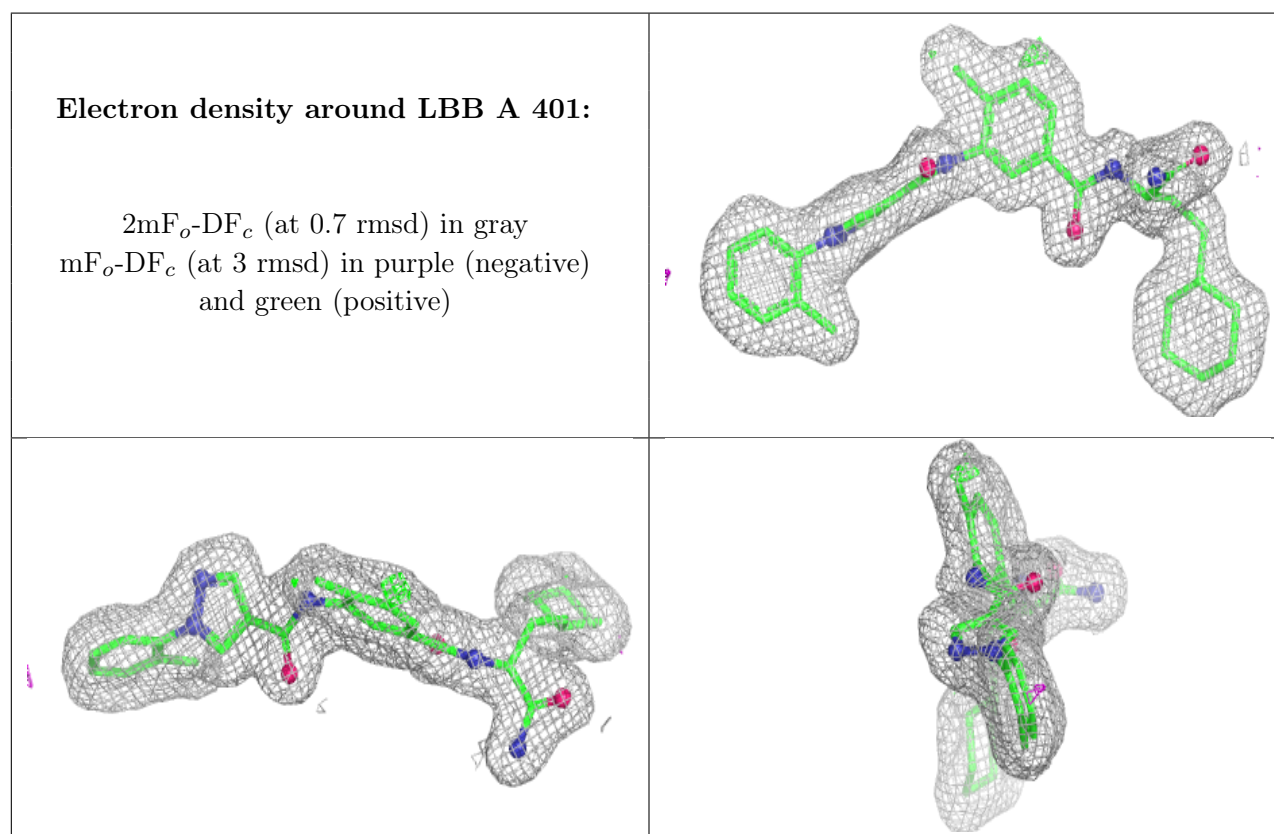 Electron density around LBB A 401:
2mFₒ-DF𝒸 (at 0.7 rmsd) in gray
mFₒ-DF𝒸 (at 3 rmsd) in purple (negative)
and green (positive)